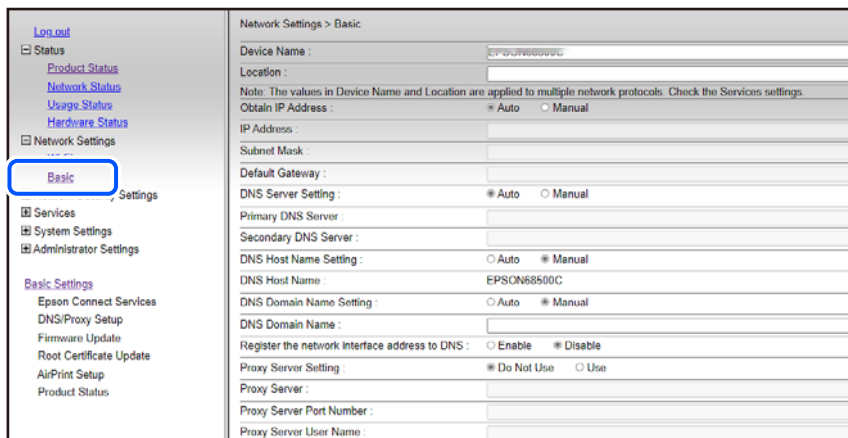 Log out
Status
Product Status
Network Status
Usage Status
Hardware Status
Network Settings
Basic
Settings
Services
System Settings
Administrator Settings
Basic Settings
Epson Connect Services
DNS/Proxy Setup
Firmware Update
Root Certificate Update
AirPrint Setup
Product Status
Network Settings > Basic
Device Name :
Location :
Note: The values in Device Name and Location are applied to multiple network protocols. Check the Services settings.
Obtain IP Address : Auto Manual
IP Address :
Subnet Mask :
Default Gateway :
DNS Server Setting : Auto Manual
Primary DNS Server :
Secondary DNS Server :
DNS Host Name Setting : Auto Manual
DNS Host Name : EPSON68500C
DNS Domain Name Setting : Auto Manual
DNS Domain Name :
Register the network interface address to DNS : Enable Disable
Proxy Server Setting : Do Not Use Use
Proxy Server :
Proxy Server Port Number :
Proxy Server User Name :